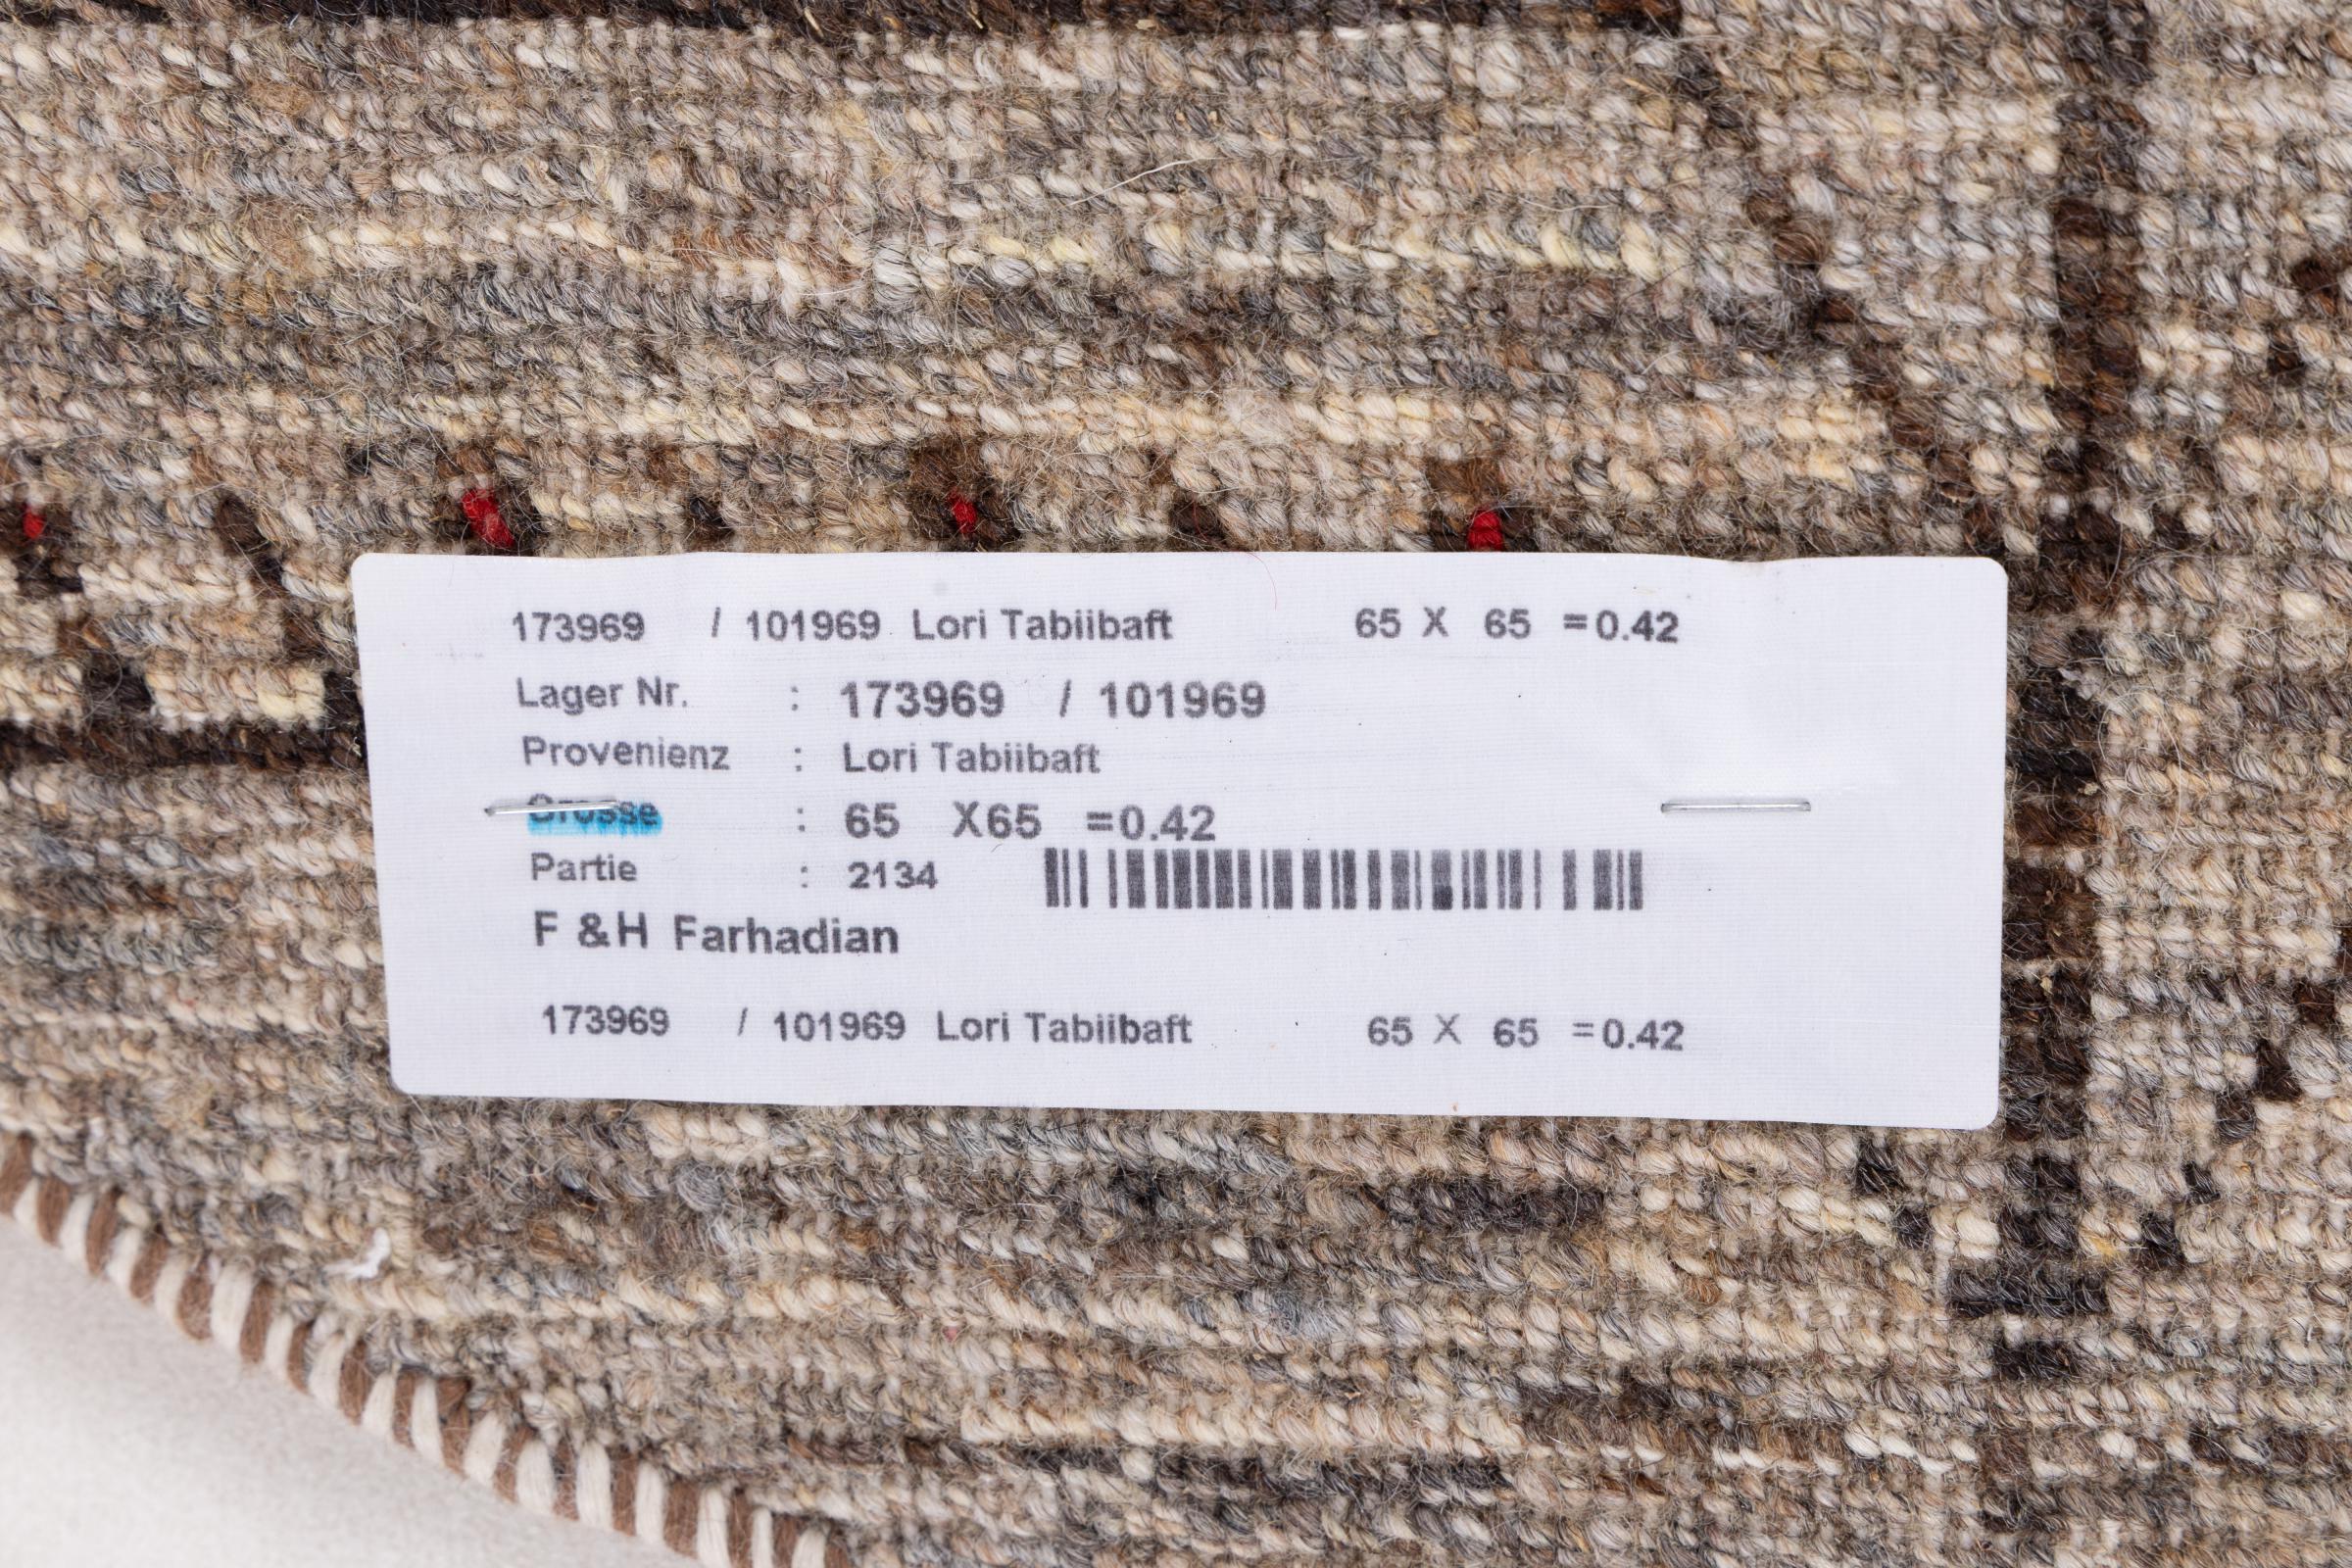 173969 / 101969 Lori Tabiibaft 65 X 65 =0.42
Lager Nr. : 173969 / 101969
Provenienz : Lori Tabiibaft
Grosse : 65 X65 =0.42
Partie : 2134
F &H Farhadian
173969 / 101969 Lori Tabiibaft 65 X 65 =0.42